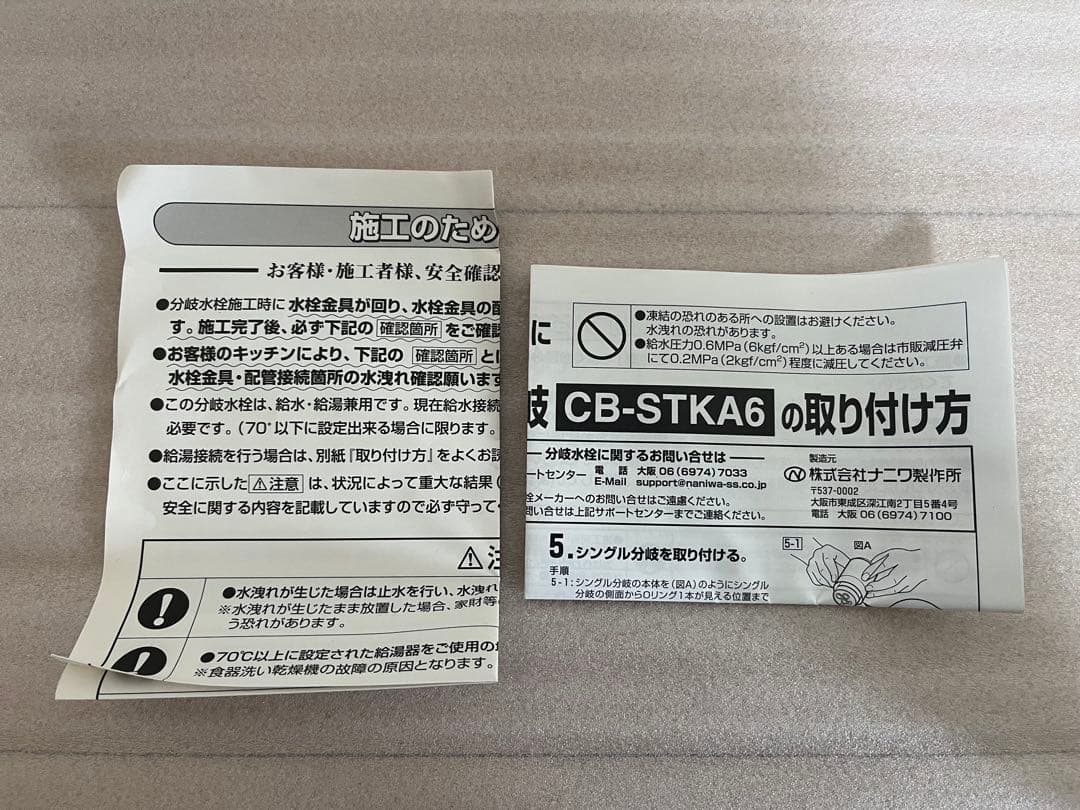 施工のため
お客様・施工者様、安全確認
●分岐水栓施工時に 水栓金具が回り、水栓金具の配
す。施工完了後、必ず下記の 確認箇所 をご確認
●お客様のキッチンにより、下記の 確認箇所 と
水栓金具・配管接続箇所の水洩れ確認願います
●この分岐水栓は、給水・給湯兼用です。現在給水接続
必要です。(70°以下に設定出来る場合に限ります。
●給湯接続を行う場合は、別紙『取り付け方』をよくお読
●ここに示した ⚠注意 は、状況によって重大な結果(
安全に関する内容を記載していますので必ず守って
⚠注
●水洩れが生じた場合は止水を行い、水洩れ
※水洩れが生じたまま放置した場合、家財等
う恐れがあります。
●70℃以上に設定された給湯器をご使用の
※食器洗い乾燥機の故障の原因となります。
に
●凍結の恐れのある所への設置はお避けください。
水洩れの恐れがあります。
●給水圧力0.6MPa(6kgf/cm²)以上ある場合は市販減圧弁
にて0.2MPa(2kgf/cm²)程度に減圧してください。
岐 CB-STKA6 の取り付け方
分岐水栓に関するお問い合せは
ートセンター 電 話 大阪 06(6974)7033
E-Mail support@naniwa-ss.co.jp
栓メーカーへのお問い合せはご遠慮ください。
問い合せは上記サポートセンターまでご連絡ください。
製造元
株式会社ナニワ製作所
〒537-0002
大阪市東成区深江南2丁目5番4号
電話 大阪 06(6974)7100
5.シングル分岐を取り付ける。
手順
5-1:シングル分岐の本体を(図A)のようにシングル
分岐の側面からOリング1本が見える位置まで
5-1 図A